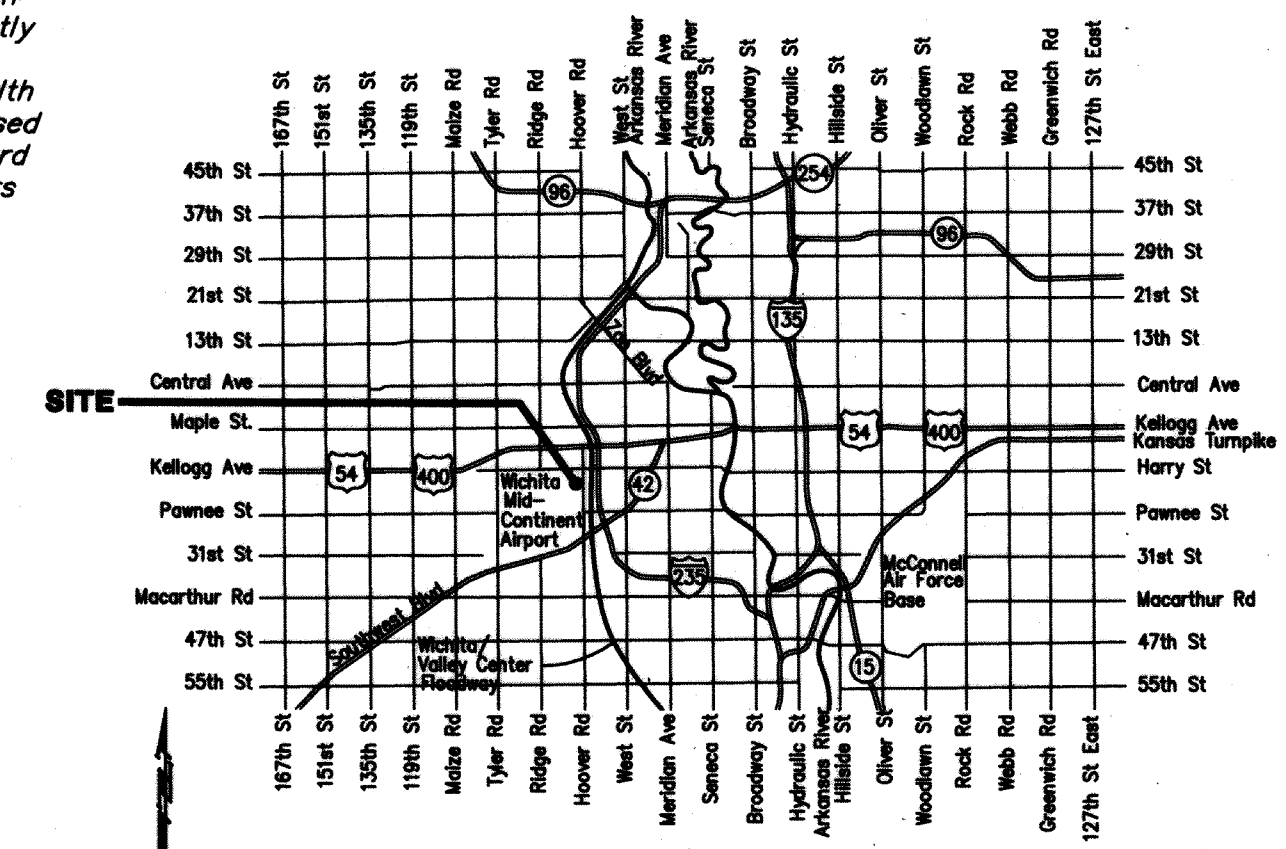 tly
lth
sed
rd
rs
167th St
151st St
135th St
119th St
Maize Rd
Tyler Rd
Ridge Rd
Hoover Rd
West St
Arkansas River
Meridian Ave
Arkansas River
Seneca St
Broadway St
Hydraulic St
Hillside St
Oliver St
Woodlawn St
Rock Rd
Webb Rd
Greenwich Rd
127th St East
45th St
37th St
29th St
21st St
13th St
Central Ave
SITE
Maple St.
Kellogg Ave
Pawnee St
31st St
Macarthur Rd
47th St
55th St
96
254
96
135
Zoo Blvd
54
400
54
400
42
Wichita
Mid-
Continent
Airport
235
McConnell
Air Force
Base
Southwest Blvd
Wichita/
Valley Center
Floodway
15
45th St
37th St
29th St
21st St
13th St
Central Ave
Kellogg Ave
Kansas Turnpike
Harry St
Pawnee St
31st St
Macarthur Rd
47th St
55th St
167th St
151st St
135th St
119th St
Maize Rd
Tyler Rd
Ridge Rd
Hoover Rd
West St
Meridian Ave
Seneca St
Broadway St
Hydraulic St
Arkansas River
Hillside St
Oliver St
Woodlawn St
Rock Rd
Webb Rd
Greenwich Rd
127th St East